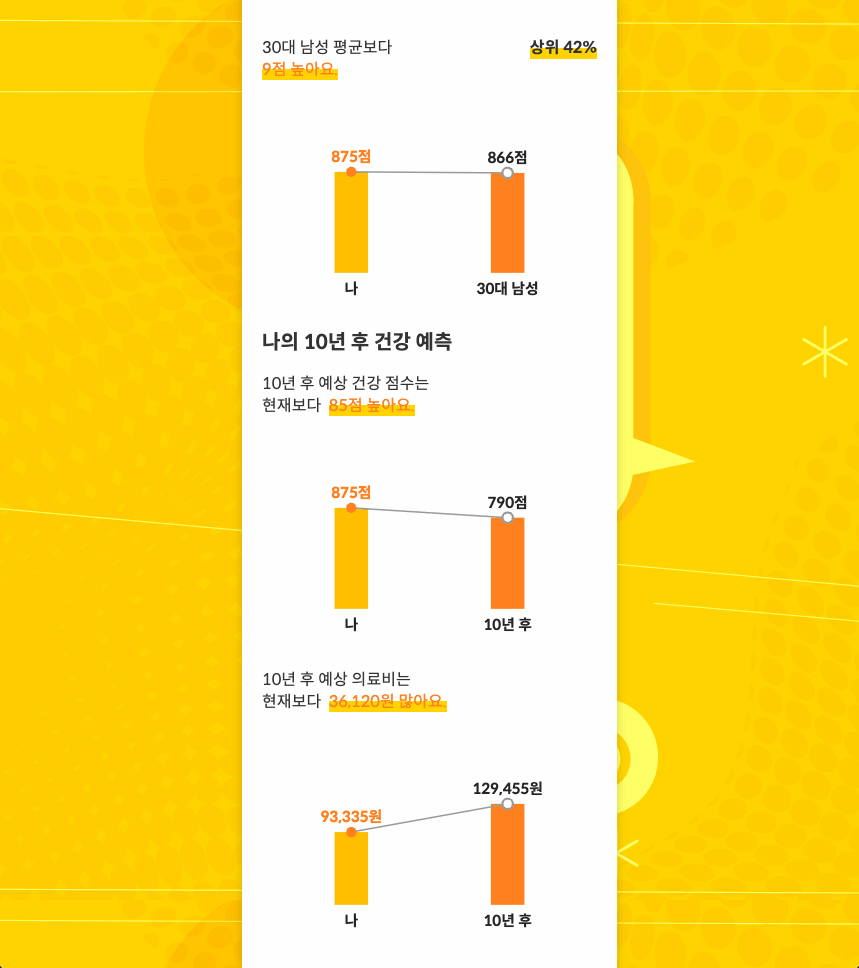 30대 남성 평균보다
상위 42%
9점 높아요.
875점
866점
나
30대 남성
나의 10년 후 건강 예측
10년 후 예상 건강 점수는
현재보다 85점 높아요.
875점
790점
나
10년 후
10년 후 예상 의료비는
현재보다 36,120원 많아요.
129,455원
93,335원
나
10년 후